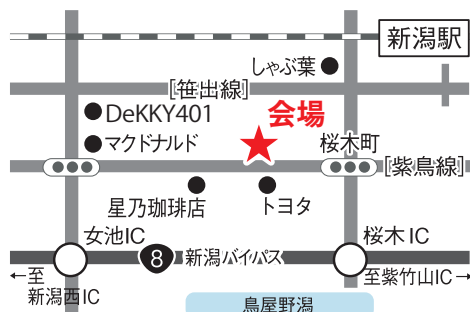 新潟駅
しゃぶ葉
[笹出線]
DeKKY401
会場
マクドナルド
桜木町
[紫鳥線]
星乃珈琲店
トヨタ
女池IC
桜木IC
8
新潟バイパス
←至
新潟西IC
至紫竹山IC→
鳥屋野潟